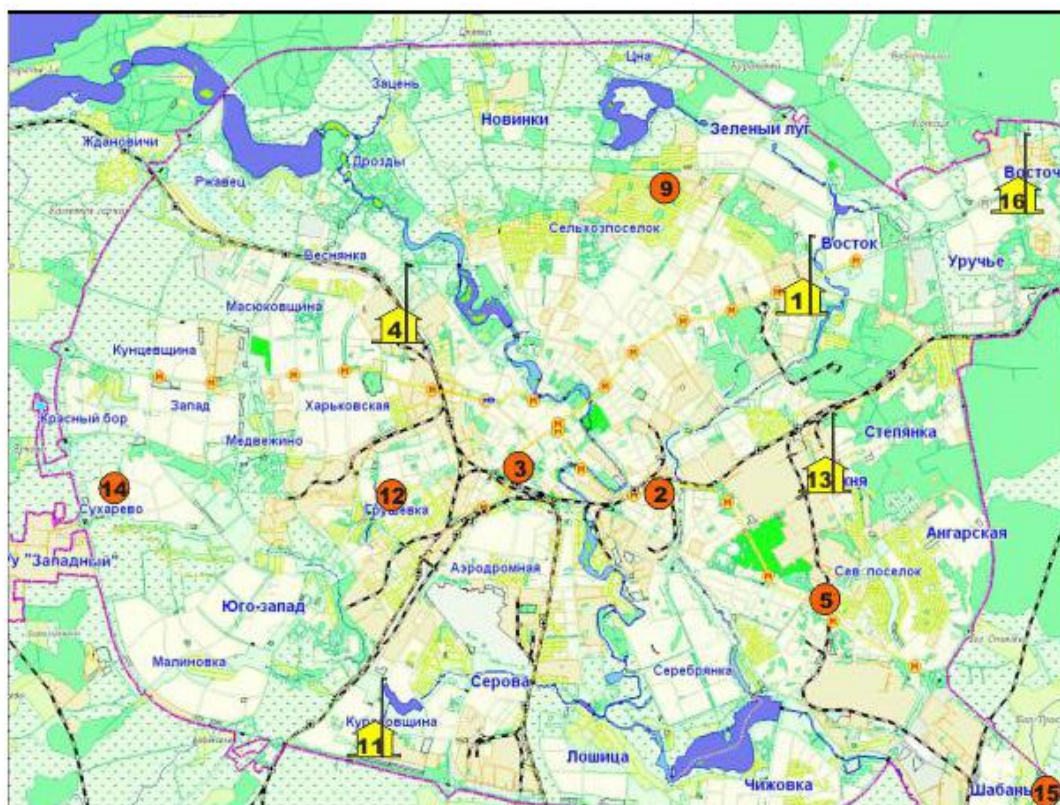 Цна
Зацень
Новинки
Зеленый луг
Ждановичи
Дрозды
Ржавец
9
16
Сельхозпоселок
Восток
Веснянка
Уручье
Масюковщина
4
1
Кунцевщина
Запад
Харьковская
Красный бор
Медвежино
Степянка
3
14
12
2
13
Сухарево
Грушевка
Ангарская
"Западный"
Аэродромная
Сев. поселок
5
Юго-запад
Малиновка
Серова
Серебрянка
11
Лошица
Чижовка
Шабаны
15